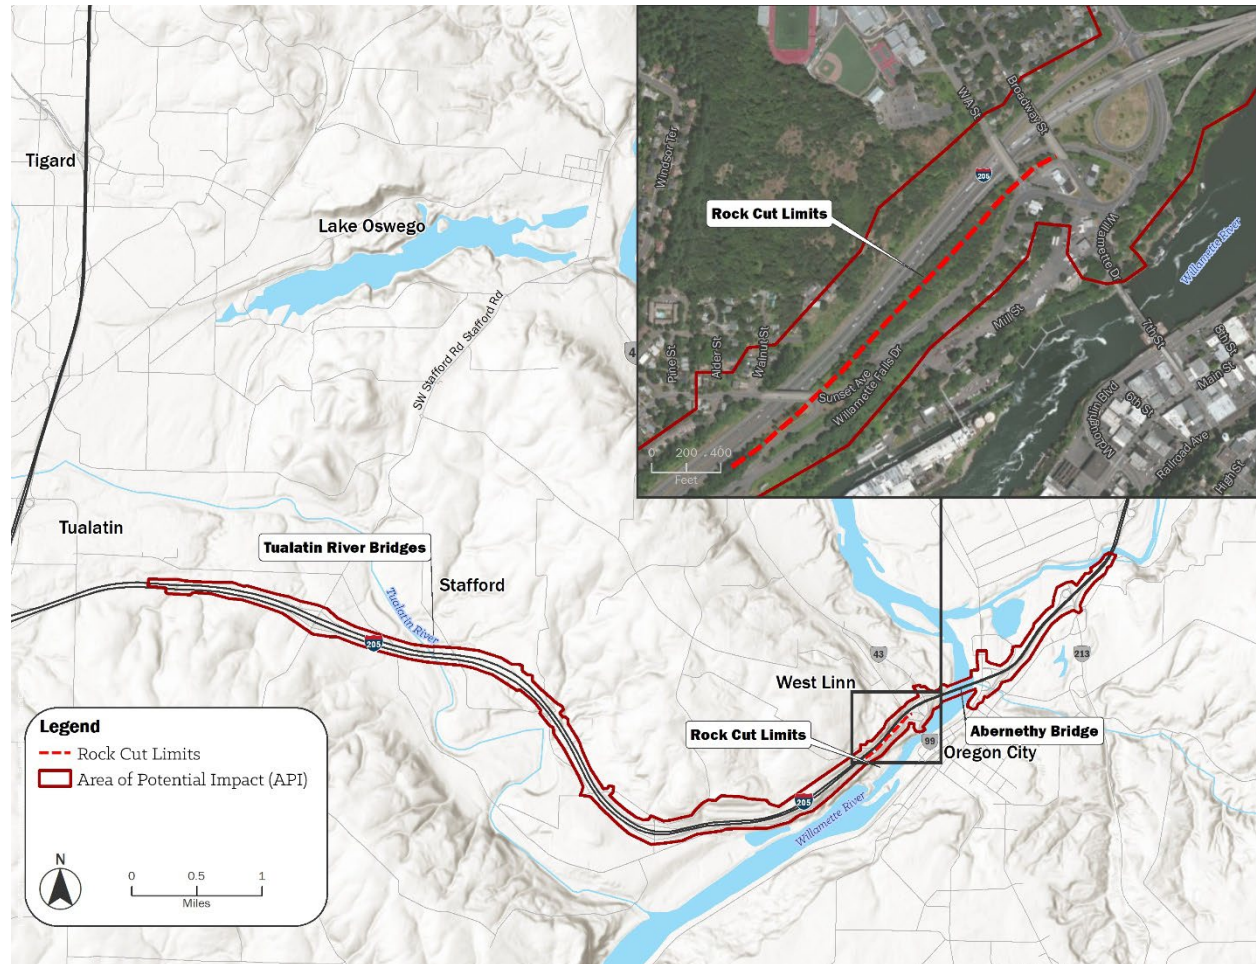 Tigard
Lake Oswego
SW Stafford Rd Stafford Rd
4
Tualatin
Tualatin River Bridges
Stafford
Tualatin River
205
43
213
West Linn
Rock Cut Limits
99
Abernethy Bridge
Oregon City
205
Willamette River
Legend
Rock Cut Limits
Area of Potential Impact (API)
N
0 0.5 1
Miles
W A St
Broadway St
Windsor Ter
205
Rock Cut Limits
Willamette Dr
Willamette River
Pine St
Alder St
Walnut St
Mill St
Sunset Ave
Willamette Falls Dr
7th St
8th St
Main St
6th St
McLoughlin Blvd
Railroad Ave
High St
0 200 400
Feet